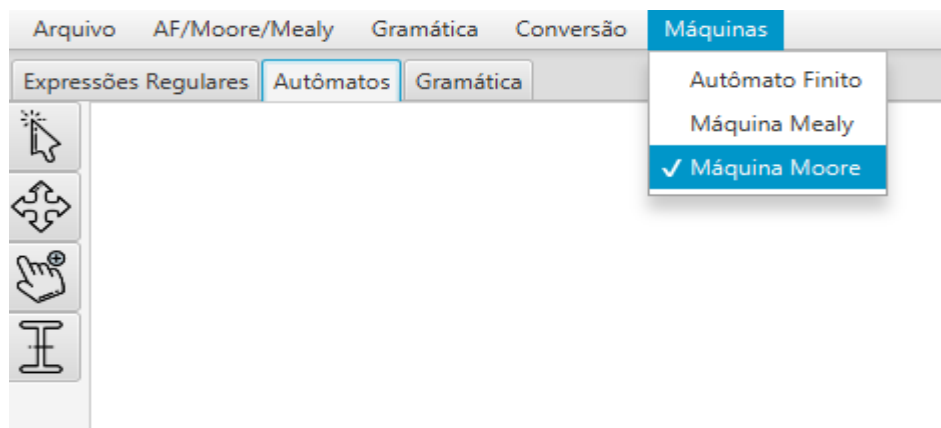 Arquivo AF/Moore/Mealy Gramática Conversão Máquinas
Expressões Regulares Autômatos Gramática
Autômato Finito
Máquina Mealy
✓ Máquina Moore